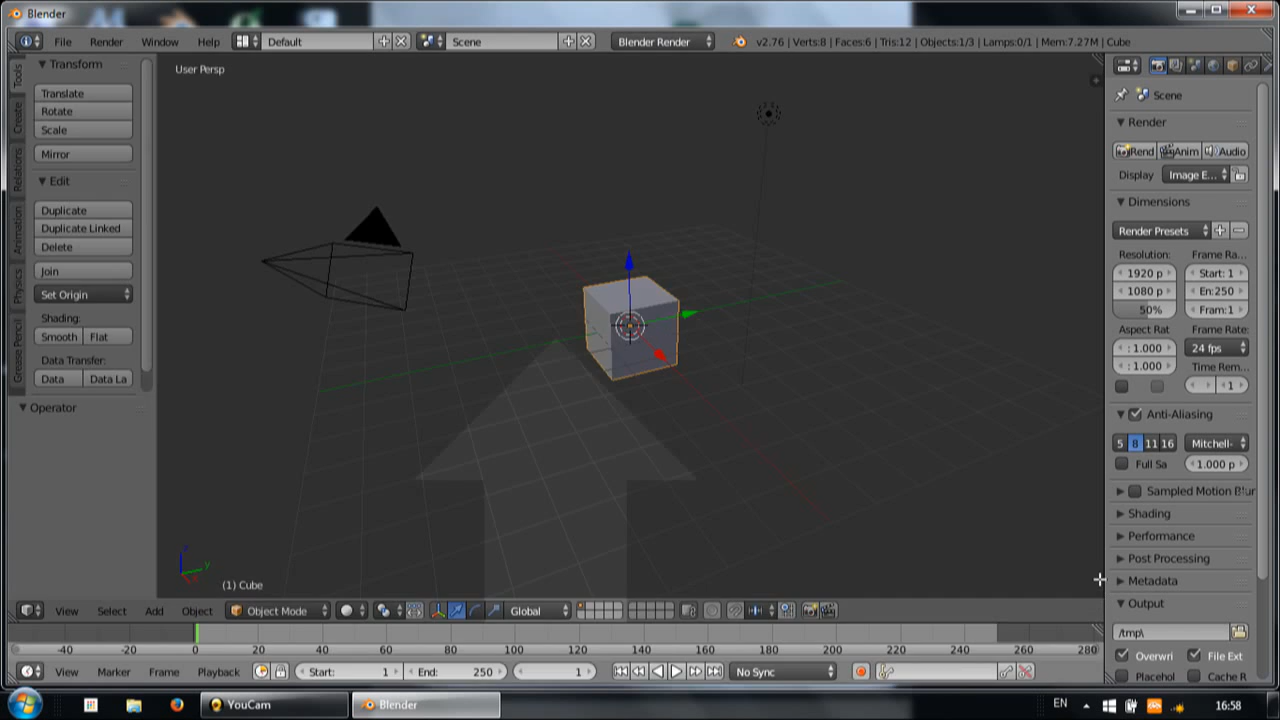 Blender
File Render Window Help Default Scene Blender Render v2.76 | Verts:8 | Faces:6 | Tris:12 | Objects:1/3 | Lamps:0/1 | Mem:7.27M | Cube
Tools
Create
Relations
Animation
Physics
Grease Pencil
Transform
Translate
Rotate
Scale
Mirror
Edit
Duplicate
Duplicate Linked
Delete
Join
Set Origin
Shading:
Smooth Flat
Data Transfer:
Data Data La
Operator
User Persp
(1) Cube
Scene
Render
Rend Anim Audio
Display Image E...
Dimensions
Render Presets
Resolution: Frame Ra...
1920 p Start: 1
1080 p En:250
50% Fram:1
Aspect Rat Frame Rate:
: 1.000 24 fps
: 1.000 Time Rem...
1
Anti-Aliasing
5 8 11 16 Mitchell-
Full Sa 1.000 p
Sampled Motion Blur
Shading
Performance
Post Processing
Metadata
Output
/tmp\
Overwri File Ext
Placehol Cache R
View Select Add Object Object Mode Global
-40 -20 0 20 40 60 80 100 120 140 160 180 200 220 240 260 280
View Marker Frame Playback Start: 1 End: 250 1 No Sync
YouCam Blender EN 16:58